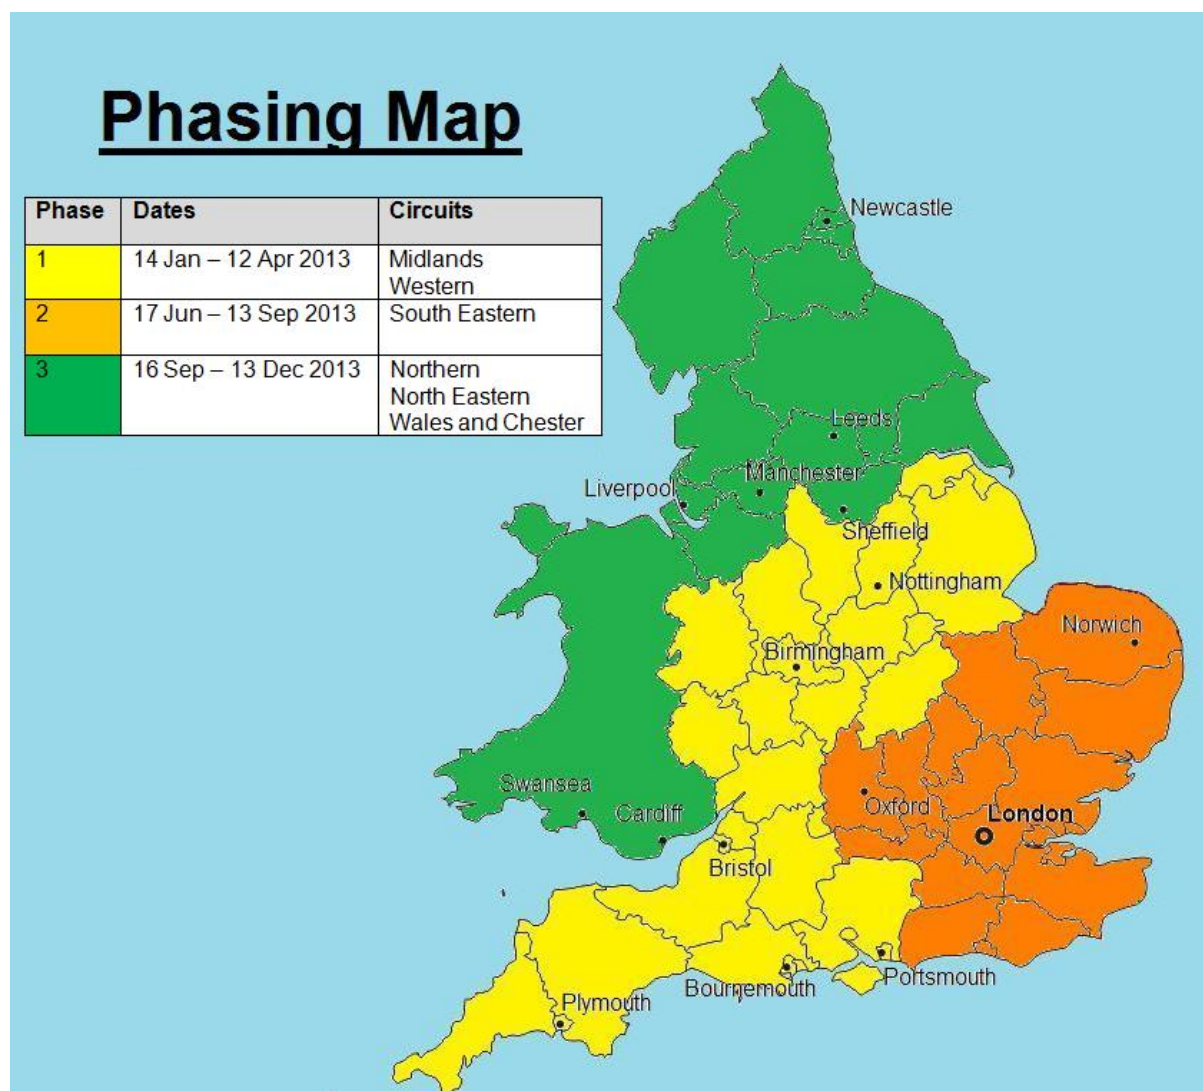 Phasing Map
Phase Dates Circuits
1 14 Jan – 12 Apr 2013 Midlands
Western
2 17 Jun – 13 Sep 2013 South Eastern
3 16 Sep – 13 Dec 2013 Northern
North Eastern
Wales and Chester
Newcastle
Leeds
Manchester
Liverpool
Sheffield
Nottingham
Norwich
Birmingham
Swansea
Oxford
London
Cardiff
Bristol
Portsmouth
Bournemouth
Plymouth